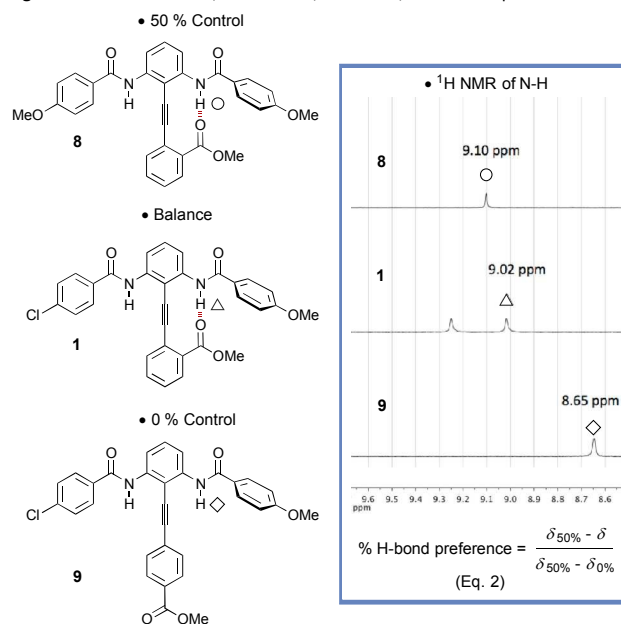 • 50 % Control
O
O
N
H
N
H
MeO
OMe
O
OMe
8
• Balance
O
O
N
H
N
H
Cl
OMe
O
OMe
1
• 0 % Control
O
O
N
H
N
H
Cl
OMe
9
O
OMe
• ¹H NMR of N-H
8
9.10 ppm
1
9.02 ppm
9
8.65 ppm
9.6 9.5 9.4 9.3 9.2 9.1 9.0 8.9 8.8 8.7 8.6
ppm
% H-bond preference = (δ50% - δ) / (δ50% - δ0%)
(Eq. 2)